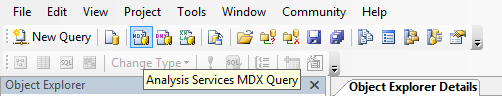 File Edit View Project Tools Window Community Help
New Query
Change Type
Analysis Services MDX Query
Object Explorer
Object Explorer Details